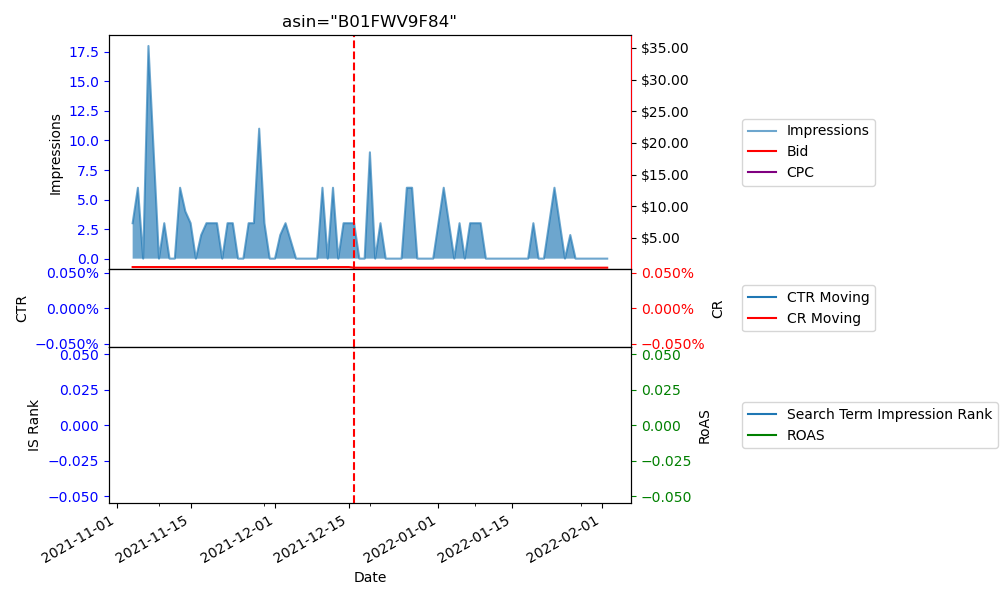 asin="B01FWV9F84"
Impressions
17.5
15.0
12.5
10.0
7.5
5.0
2.5
0.0
$35.00
$30.00
$25.00
$20.00
$15.00
$10.00
$5.00
Impressions
Bid
CPC
CTR
0.050%
0.000%
−0.050%
0.050%
0.000%
−0.050%
CR
CTR Moving
CR Moving
IS Rank
0.050
0.025
0.000
−0.025
−0.050
0.050
0.025
0.000
−0.025
−0.050
RoAS
Search Term Impression Rank
ROAS
2021-11-01
2021-11-15
2021-12-01
2021-12-15
2022-01-01
2022-01-15
2022-02-01
Date